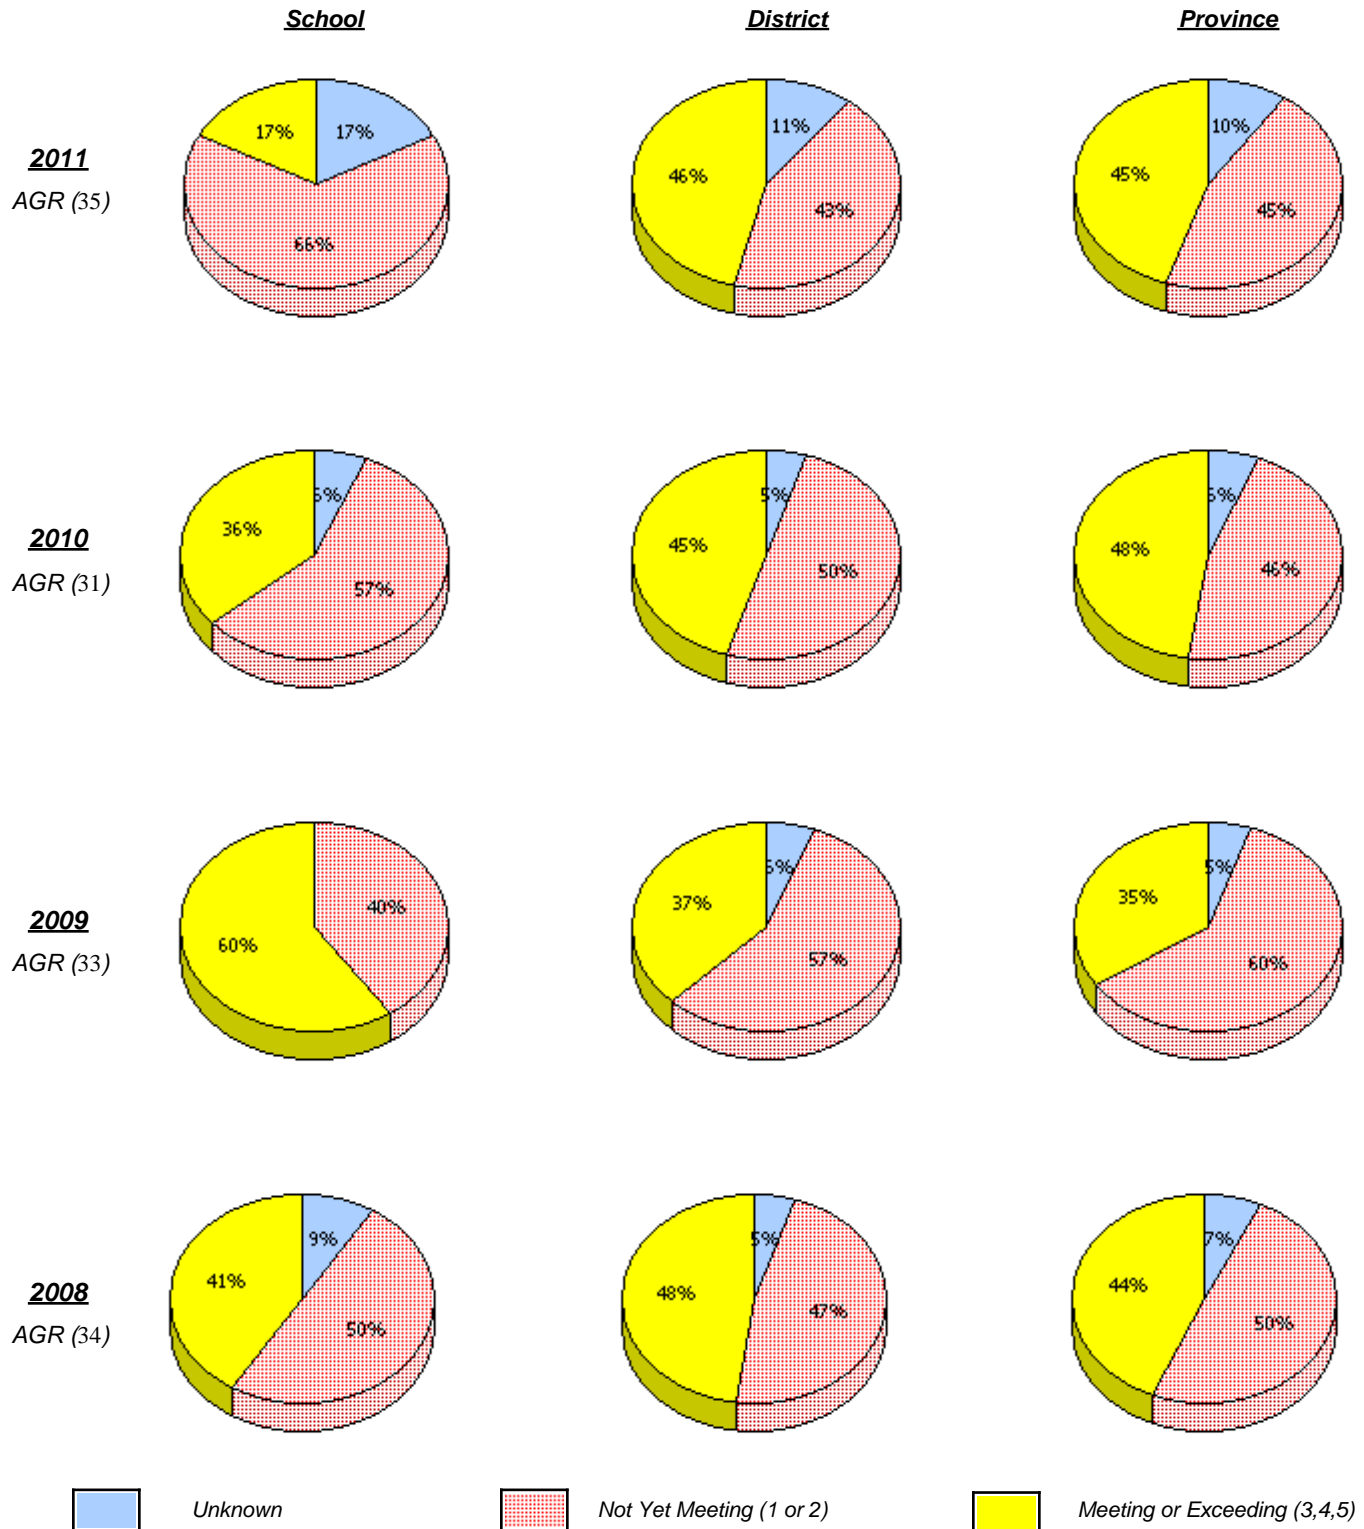 School District Province
17% 17% 11% 46% 43% 10% 45% 45%
66%
2011
AGR (35)
6% 36% 57% 5% 45% 50% 6% 48% 46%
2010
AGR (31)
40% 60% 6% 37% 57% 5% 35% 60%
2009
AGR (33)
9% 41% 50% 5% 48% 47% 7% 44% 50%
2008
AGR (34)
Unknown Not Yet Meeting (1 or 2) Meeting or Exceeding (3,4,5)